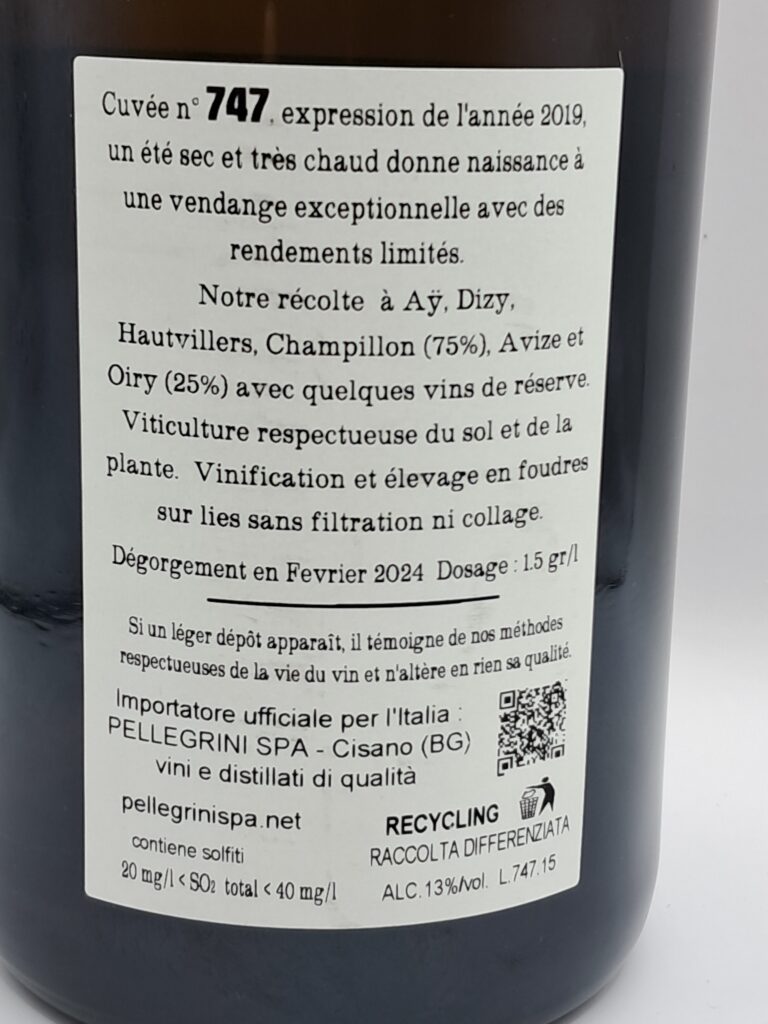 Cuvée n° 747, expression de l'année 2019,
un été sec et très chaud donne naissance à
une vendange exceptionnelle avec des
rendements limités.
Notre récolte à Aÿ, Dizy,
Hautvillers, Champillon (75%), Avize et
Oiry (25%) avec quelques vins de réserve.
Viticulture respectueuse du sol et de la
plante. Vinification et élevage en foudres
sur lies sans filtration ni collage.
Dégorgement en Fevrier 2024 Dosage : 1.5 gr/l
Si un léger dépôt apparaît, il témoigne de nos méthodes
respectueuses de la vie du vin et n'altère en rien sa qualité.
Importatore ufficiale per l'Italia :
PELLEGRINI SPA - Cisano (BG)
vini e distillati di qualità
pellegrinispa.net
contiene solfiti
20 mg/l < SO₂ total < 40 mg/l
RECYCLING
RACCOLTA DIFFERENZIATA
ALC.13%/vol. L.747.15